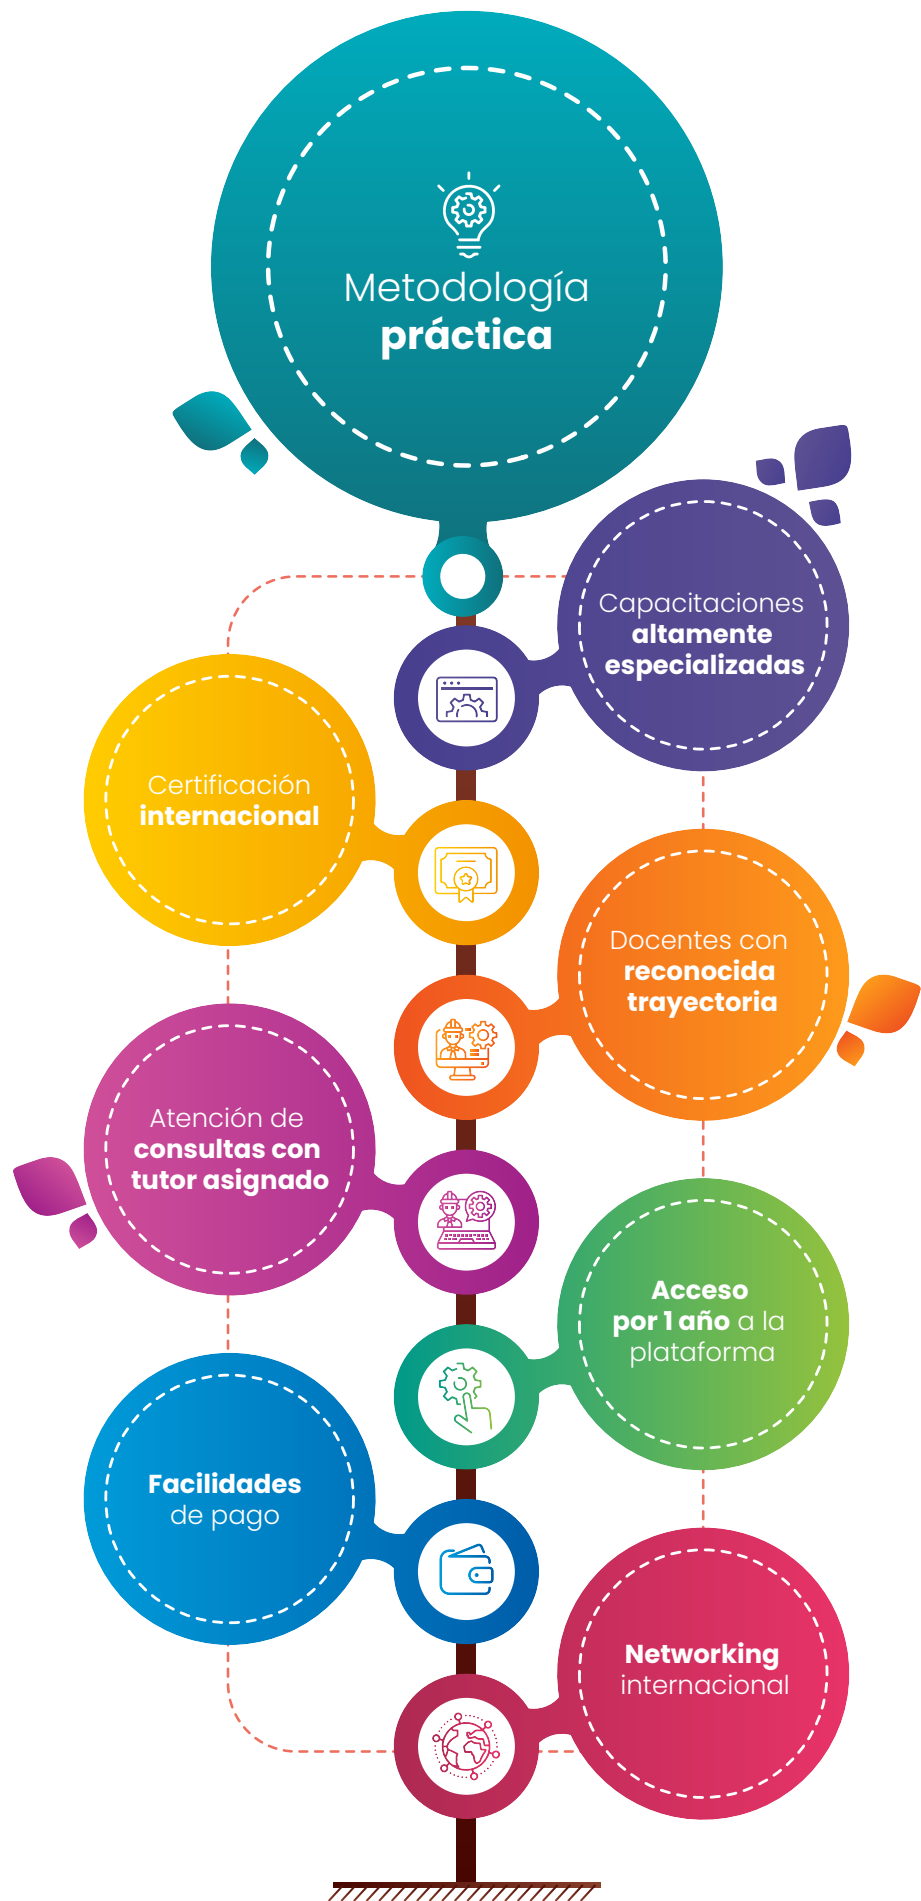 Metodología
práctica
Capacitaciones
altamente
especializadas
Certificación
internacional
Docentes con
reconocida
trayectoria
Atención de
consultas con
tutor asignado
Acceso
por 1 año a la
plataforma
Facilidades
de pago
Networking
internacional